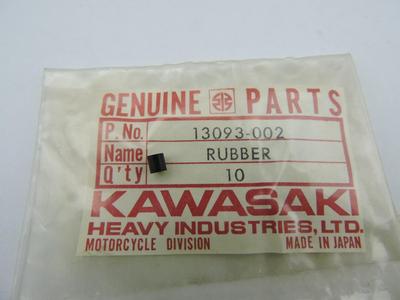 GENUINE PARTS
P. No. 13093-002
Name RUBBER
Q'ty 10
KAWASAKI
HEAVY INDUSTRIES, LTD.
MOTORCYCLE DIVISION MADE IN JAPAN